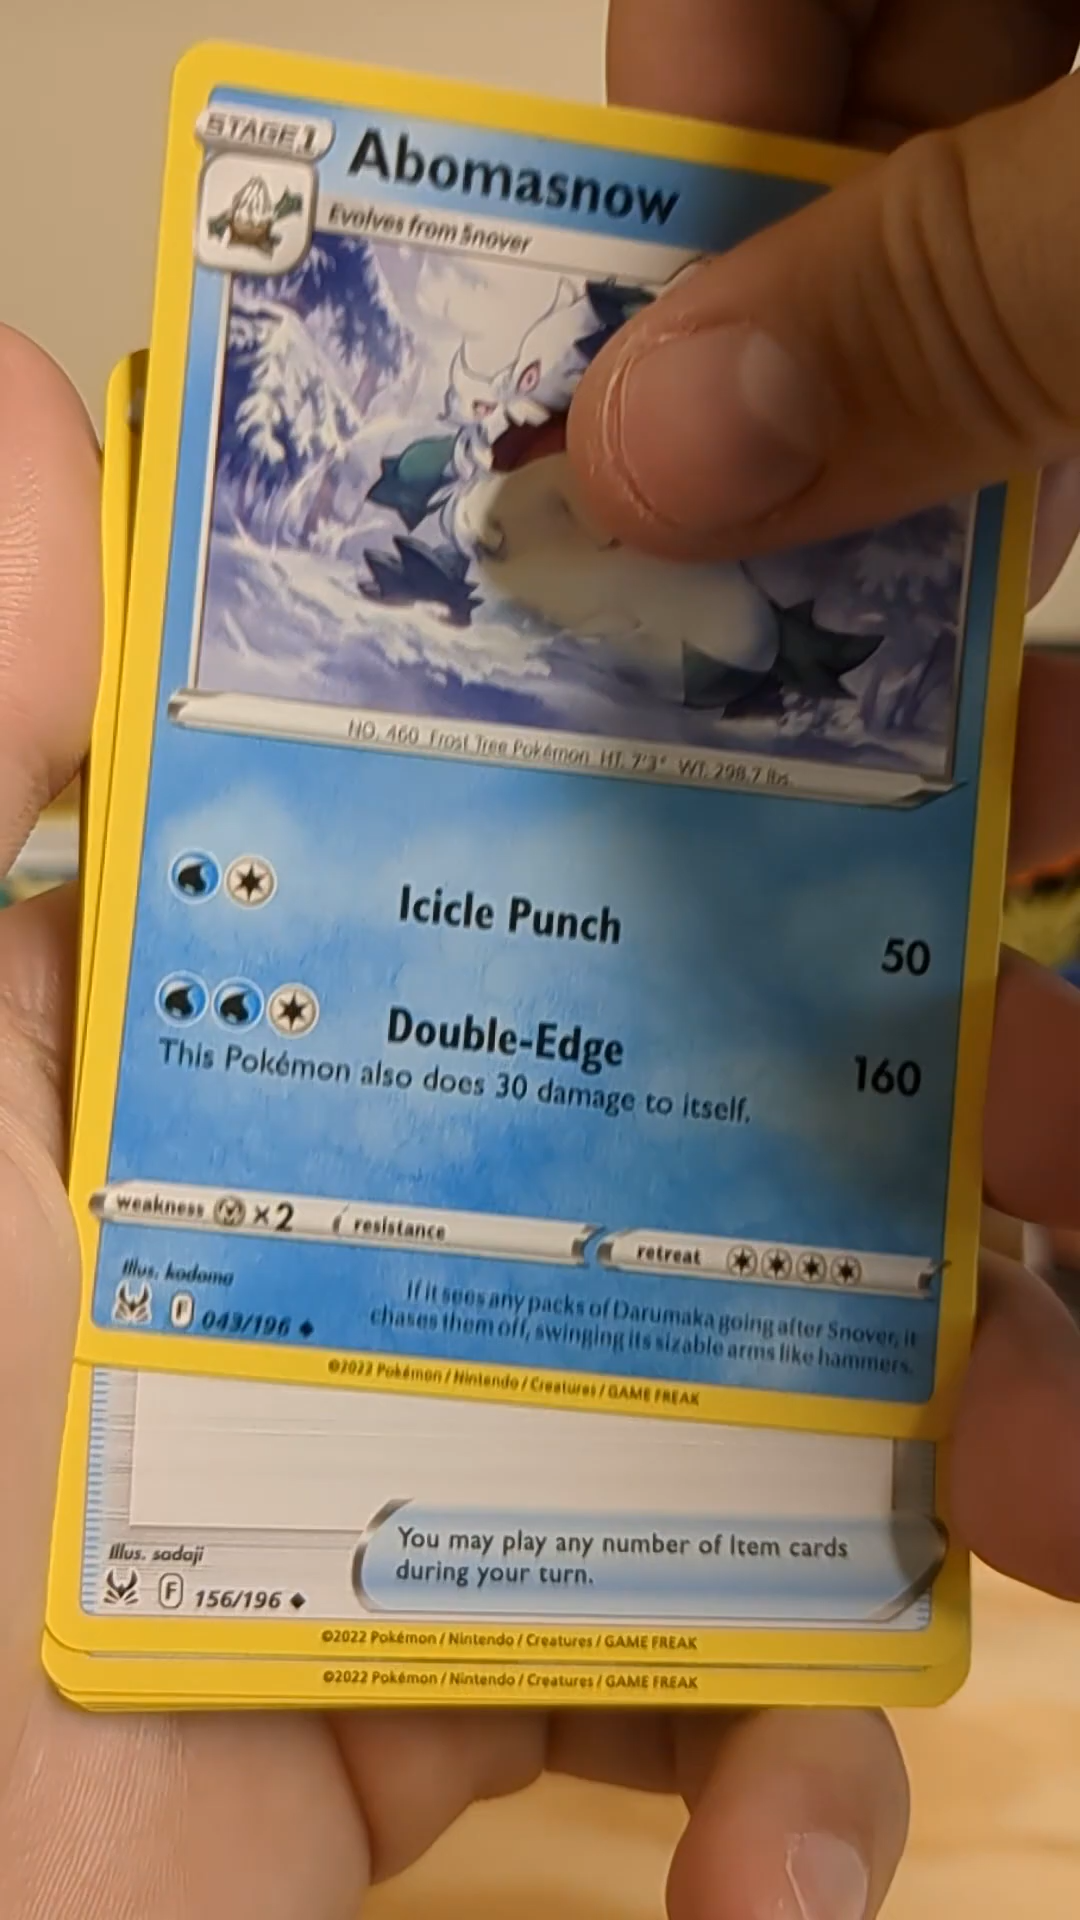 STAGE 1
Abomasnow
Evolves from Snover
NO. 460 Frost Tree Pokémon HT. 7'3" WT. 298.7 lbs.
Icicle Punch
50
Double-Edge
160
This Pokémon also does 30 damage to itself.
weakness ×2 resistance
retreat
Illus. kodama
F 043/196
If it sees any packs of Darumaka going after Snover, it
chases them off, swinging its sizable arms like hammers.
©2022 Pokémon / Nintendo / Creatures / GAME FREAK
You may play any number of Item cards
during your turn.
Illus. sadaji
F 156/196
©2022 Pokémon / Nintendo / Creatures / GAME FREAK
©2022 Pokémon / Nintendo / Creatures / GAME FREAK